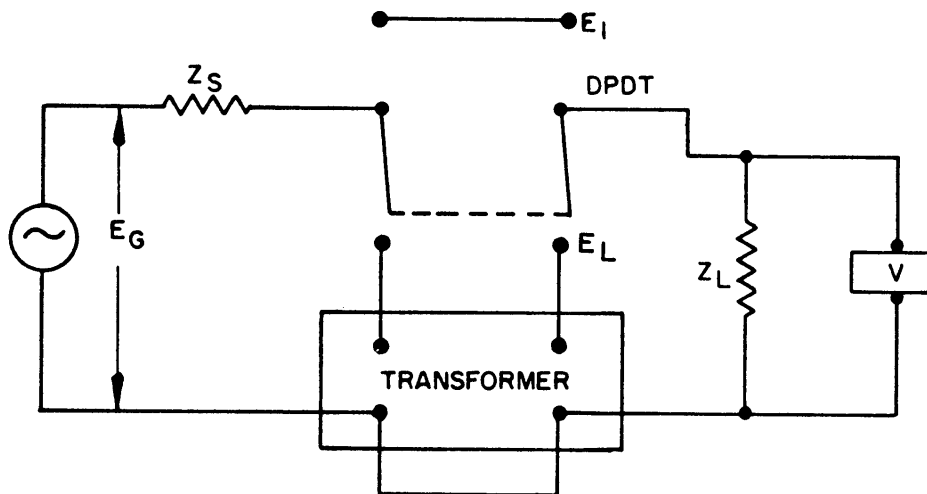 E1
ZS
DPDT
EG
EL
ZL
V
TRANSFORMER